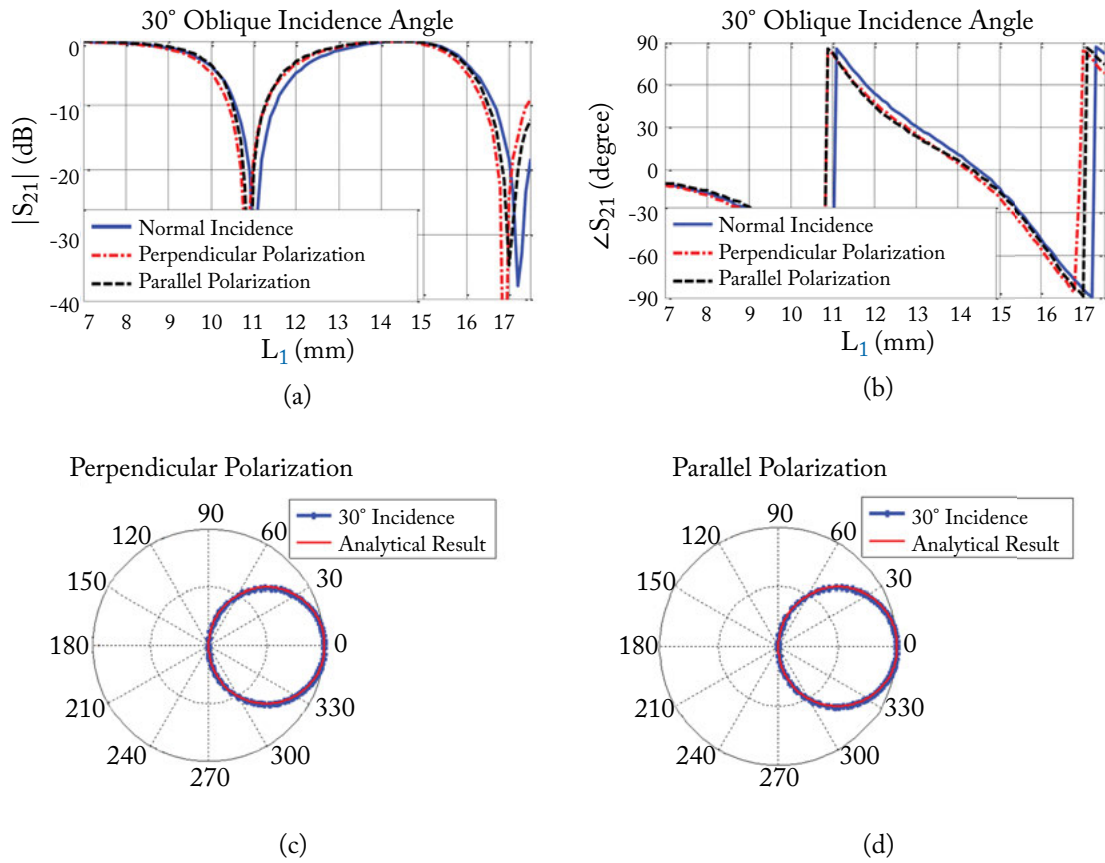 30° Oblique Incidence Angle
|S21| (dB)
0
-10
-20
-30
-40
Normal Incidence
Perpendicular Polarization
Parallel Polarization
7 8 9 10 11 12 13 14 15 16 17
L1 (mm)
(a)
30° Oblique Incidence Angle
∠S21 (degree)
90
60
30
0
-30
-60
-90
Normal Incidence
Perpendicular Polarization
Parallel Polarization
7 8 9 10 11 12 13 14 15 16 17
L1 (mm)
(b)
Perpendicular Polarization
30° Incidence
Analytical Result
90
60
120
30
150
0
180
330
210
300
240
270
(c)
Parallel Polarization
30° Incidence
Analytical Result
90
60
120
30
150
0
180
330
210
300
240
270
(d)